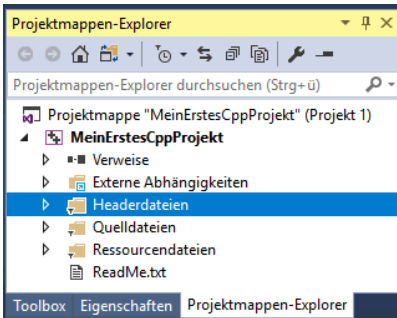 Projektmappen-Explorer
Projektmappen-Explorer durchsuchen (Strg+ü)
Projektmappe "MeinErstesCppProjekt" (Projekt 1)
MeinErstesCppProjekt
Verweise
Externe Abhängigkeiten
Headerdateien
Quelldateien
Ressourcendateien
ReadMe.txt
Toolbox Eigenschaften Projektmappen-Explorer